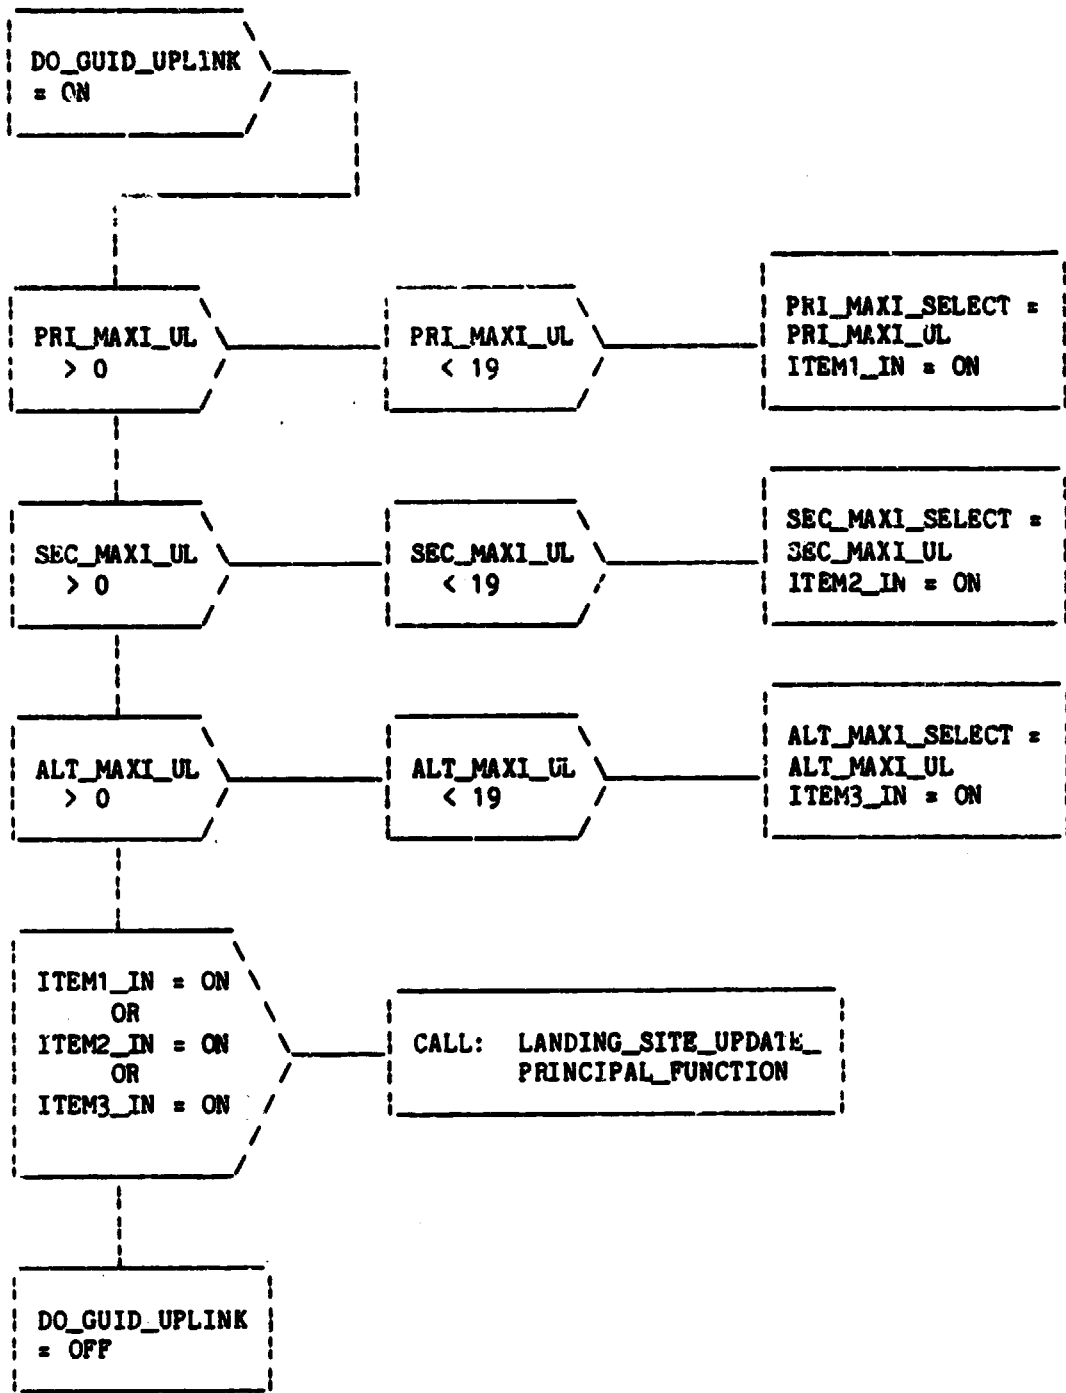 DO_GUID_UPLINK
= ON
PRI_MAXI_UL
> 0
PRI_MAXI_UL
< 19
PRI_MAXI_SELECT =
PRI_MAXI_UL
ITEM1_IN = ON
SEC_MAXI_UL
> 0
SEC_MAXI_UL
< 19
SEC_MAXI_SELECT =
SEC_MAXI_UL
ITEM2_IN = ON
ALT_MAXI_UL
> 0
ALT_MAXI_UL
< 19
ALT_MAXI_SELECT =
ALT_MAXI_UL
ITEM3_IN = ON
ITEM1_IN = ON
OR
ITEM2_IN = ON
OR
ITEM3_IN = ON
CALL: LANDING_SITE_UPDATE_
PRINCIPAL_FUNCTION
DO_GUID_UPLINK
= OFF